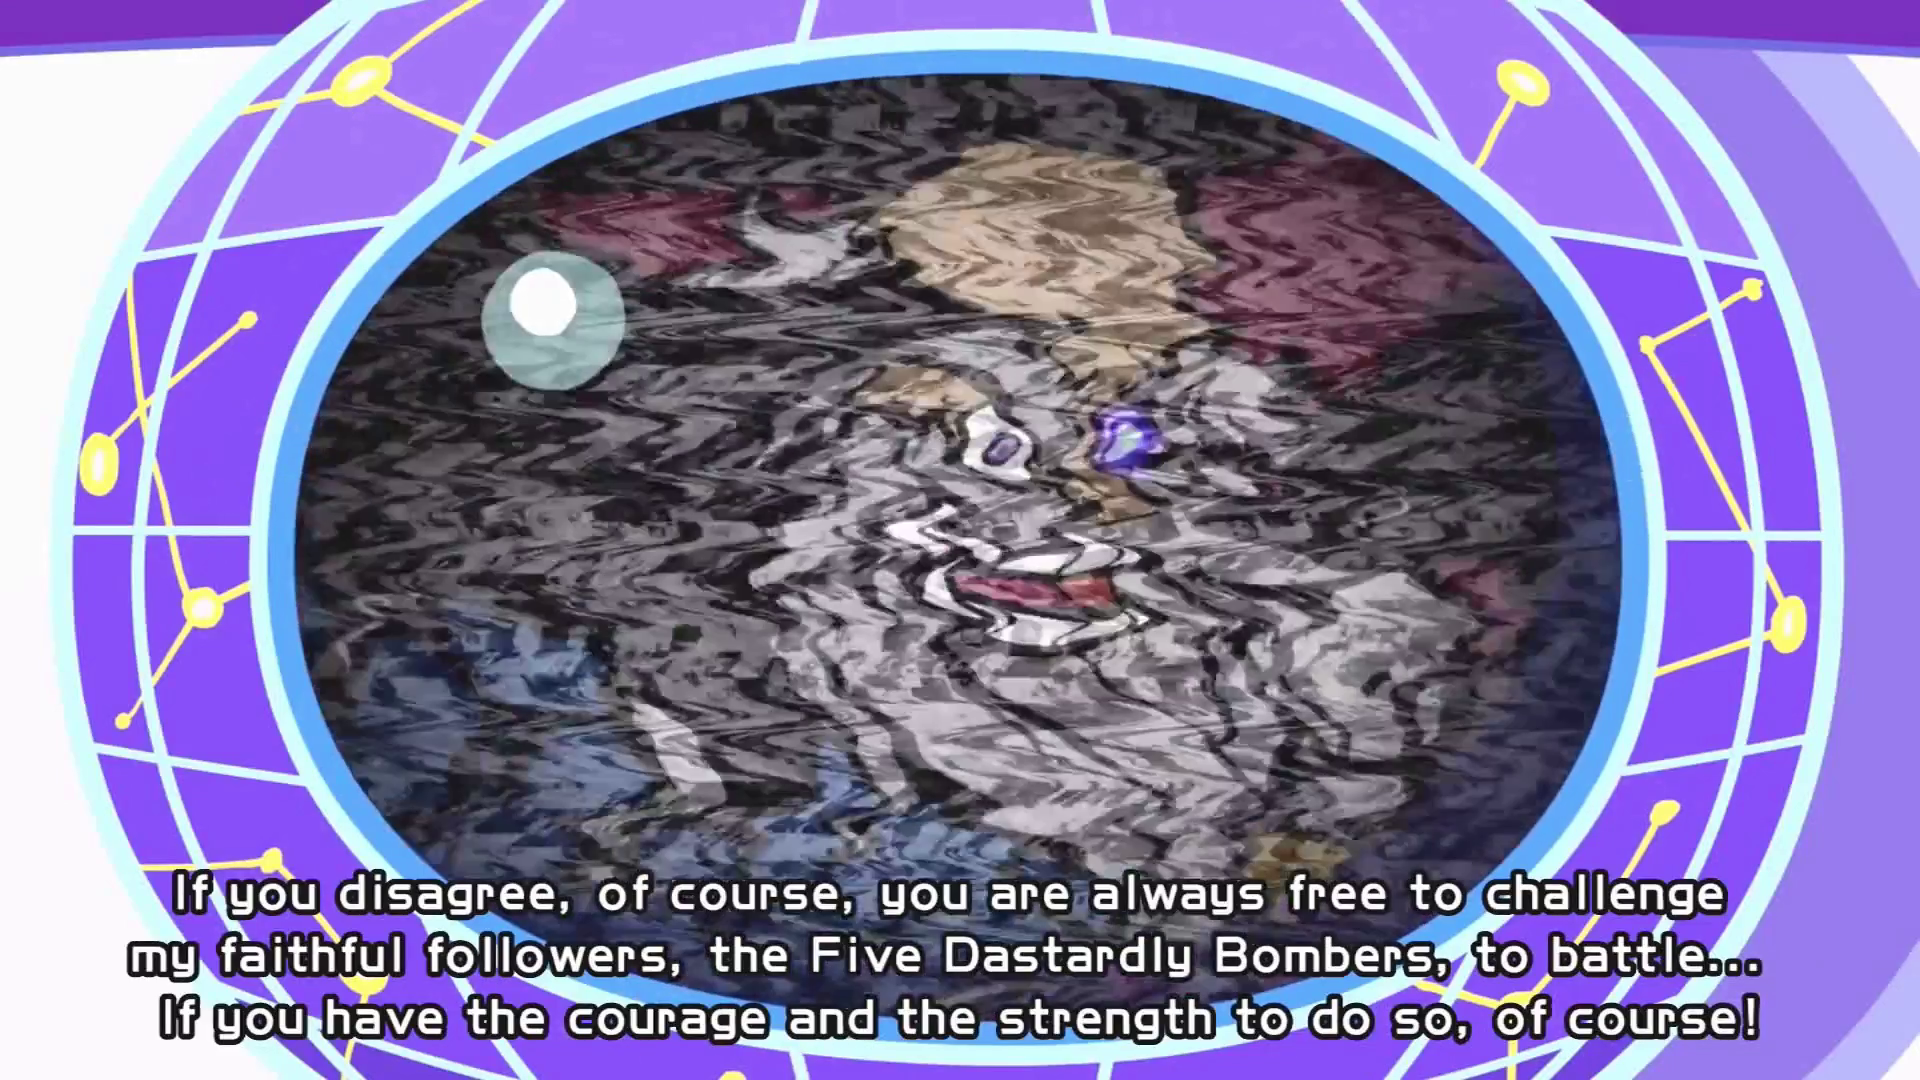 If you disagree, of course, you are always free to challenge
my faithful followers, the Five Dastardly Bombers, to battle...
If you have the courage and the strength to do so, of course!